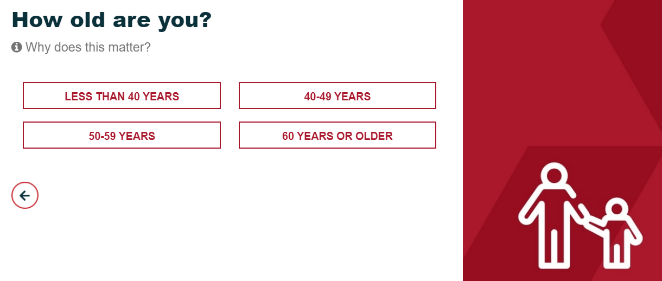 How old are you?
Why does this matter?
LESS THAN 40 YEARS
40-49 YEARS
50-59 YEARS
60 YEARS OR OLDER